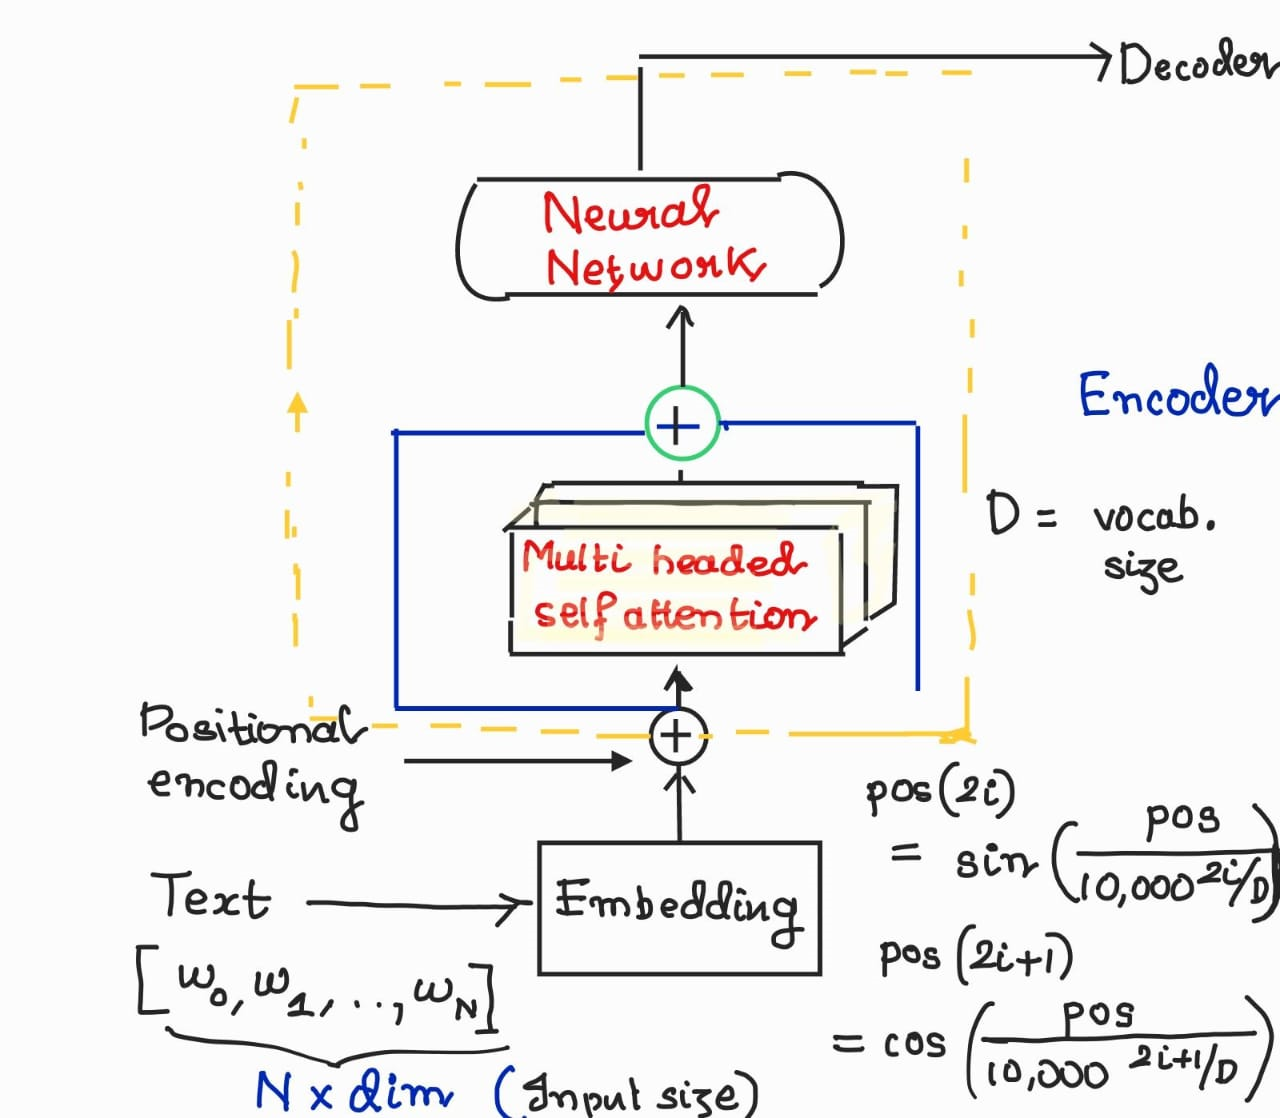 Decoder
Neural
Network
Encoder
D = vocab.
size
Multi headed
self attention
Positional
encoding
pos(2i)
= sin (pos / 10,000^2i/D)
Text
Embedding
[w₀, w₁, ..., w_N]
pos (2i+1)
= cos (pos / 10,000^2i+1/D)
N x dim (Input size)